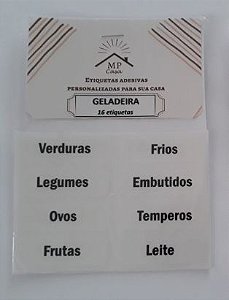 MP
ETIQUETAS ADESIVAS
PERSONALIZADAS PARA SUA CASA
GELADEIRA
16 etiquetas
Verduras Frios
Legumes Embutidos
Ovos Temperos
Frutas Leite